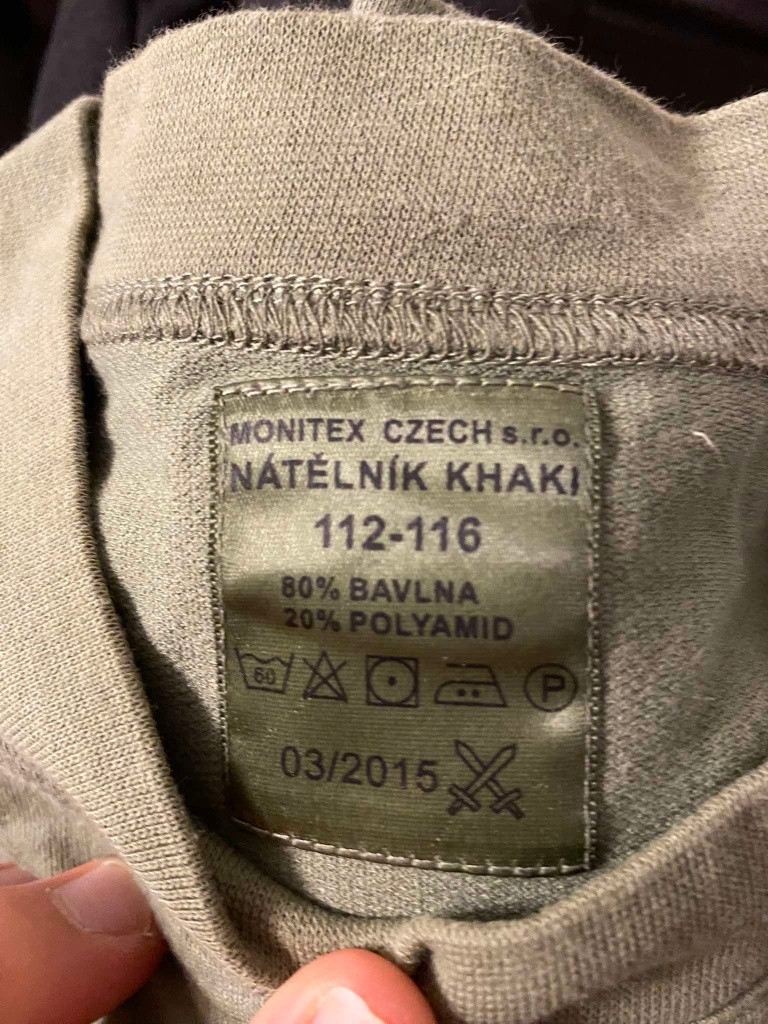 MONITEX CZECH s.r.o.
NÁTĚLNÍK KHAKI
112-116
80% BAVLNA
20% POLYAMID
60 P
03/2015